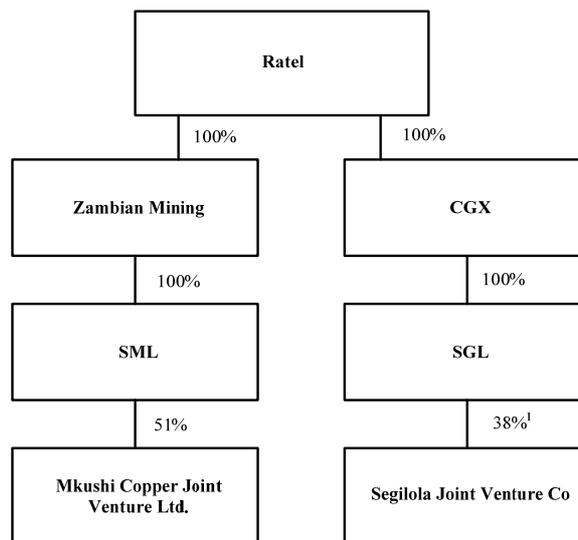 Ratel
100%
100%
Zambian Mining
CGX
100%
100%
SML
SGL
51%
38%¹
Mkushi Copper Joint
Venture Ltd.
Segilola Joint Venture Co